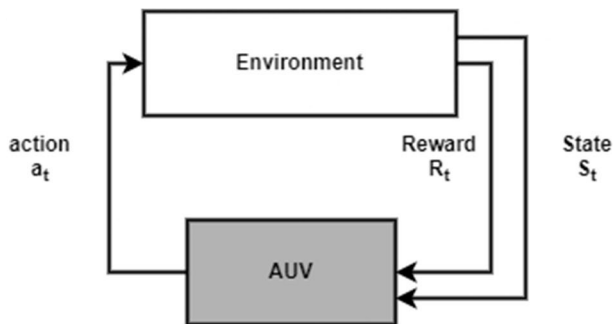 Environment
action
a_t
Reward
R_t
State
S_t
AUV